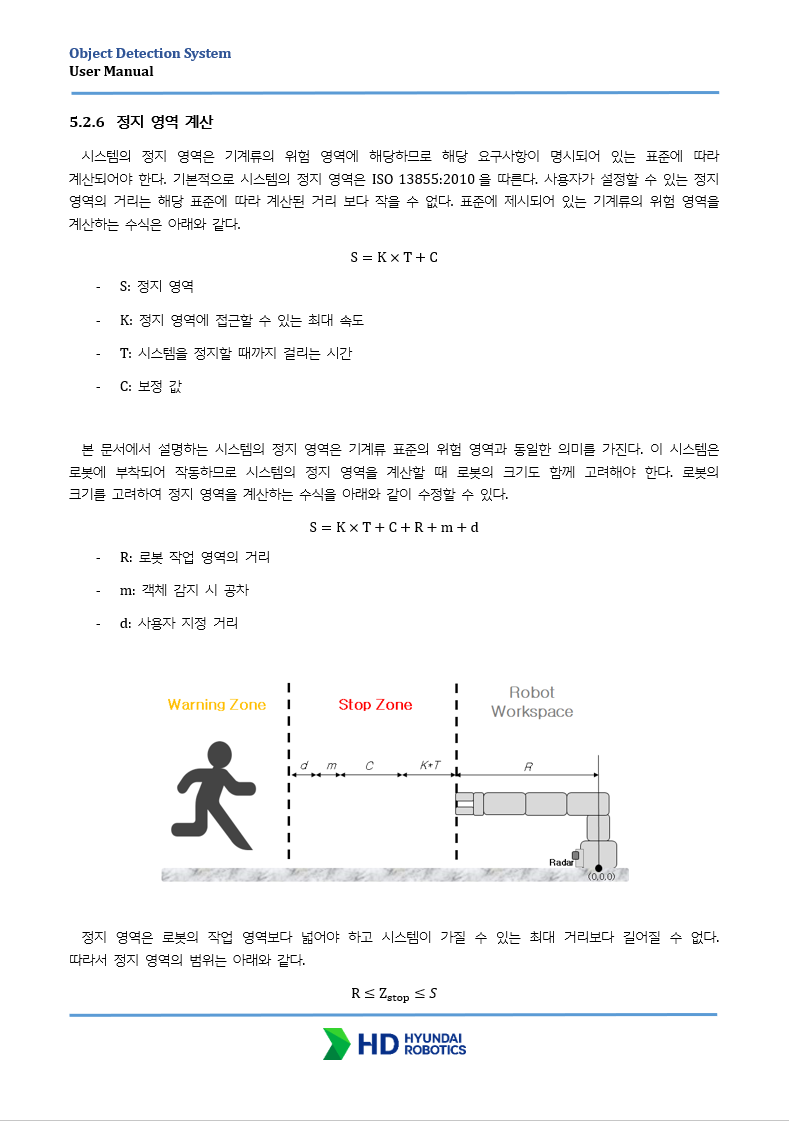 Object Detection System
User Manual
5.2.6 정지 영역 계산
시스템의 정지 영역은 기계류의 위험 영역에 해당하므로 해당 요구사항이 명시되어 있는 표준에 따라
계산되어야 한다. 기본적으로 시스템의 정지 영역은 ISO 13855:2010 을 따른다. 사용자가 설정할 수 있는 정지
영역의 거리는 해당 표준에 따라 계산된 거리 보다 작을 수 없다. 표준에 제시되어 있는 기계류의 위험 영역을
계산하는 수식은 아래와 같다.
S = K × T + C
- S: 정지 영역
- K: 정지 영역에 접근할 수 있는 최대 속도
- T: 시스템을 정지할 때까지 걸리는 시간
- C: 보정 값
본 문서에서 설명하는 시스템의 정지 영역은 기계류 표준의 위험 영역과 동일한 의미를 가진다. 이 시스템은
로봇에 부착되어 작동하므로 시스템의 정지 영역을 계산할 때 로봇의 크기도 함께 고려해야 한다. 로봇의
크기를 고려하여 정지 영역을 계산하는 수식을 아래와 같이 수정할 수 있다.
S = K × T + C + R + m + d
- R: 로봇 작업 영역의 거리
- m: 객체 감지 시 공차
- d: 사용자 지정 거리
Warning Zone
Stop Zone
Robot
Workspace
d m C K*T R
Radar
(0,0,0)
정지 영역은 로봇의 작업 영역보다 넓어야 하고 시스템이 가질 수 있는 최대 거리보다 길어질 수 없다.
따라서 정지 영역의 범위는 아래와 같다.
R ≤ Z_stop ≤ S
HD HYUNDAI
ROBOTICS